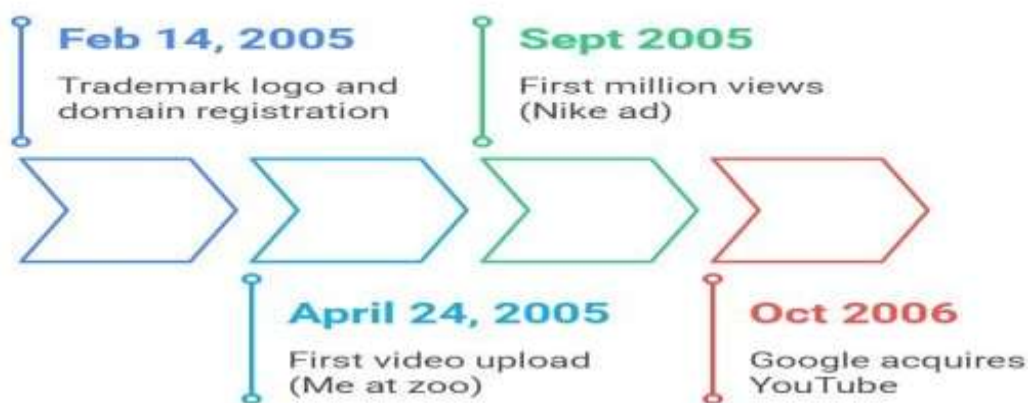 Feb 14, 2005
Trademark logo and
domain registration
Sept 2005
First million views
(Nike ad)
April 24, 2005
First video upload
(Me at zoo)
Oct 2006
Google acquires
YouTube